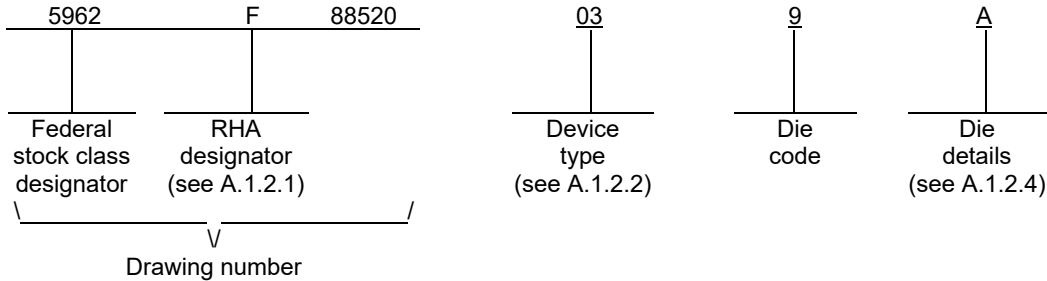 5962 F 88520 03 9 A
Federal RHA Device Die Die
stock class designator type code details
designator (see A.1.2.1) (see A.1.2.2) (see A.1.2.4)
Drawing number